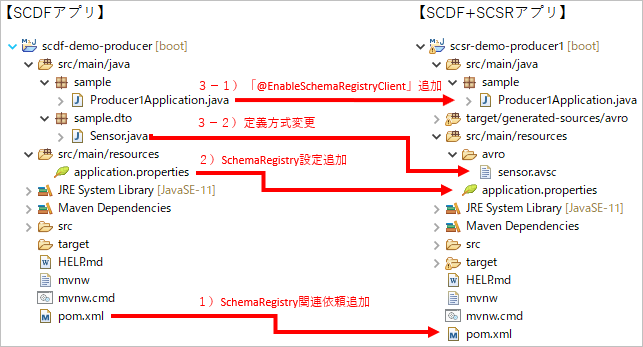 【SCDFアプリ】
scdf-demo-producer [boot]
src/main/java
sample
Producer1Application.java
sample.dto
Sensor.java
src/main/resources
application.properties
JRE System Library [JavaSE-11]
Maven Dependencies
src
target
HELP.md
mvnw
mvnw.cmd
pom.xml
３－１）「@EnableSchemaRegistryClient」追加
３－２）定義方式変更
２）SchemaRegistry設定追加
１）SchemaRegistry関連依頼追加
【SCDF+SCSRアプリ】
scsr-demo-producer1 [boot]
src/main/java
sample
Producer1Application.java
target/generated-sources/avro
src/main/resources
avro
sensor.avsc
application.properties
JRE System Library [JavaSE-11]
Maven Dependencies
src
target
HELP.md
mvnw
mvnw.cmd
pom.xml